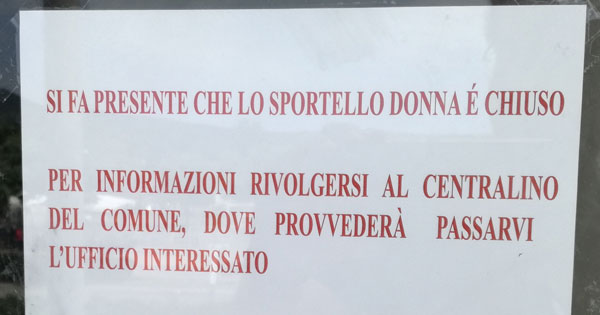 SI FA PRESENTE CHE LO SPORTELLO DONNA É CHIUSO
PER INFORMAZIONI RIVOLGERSI AL CENTRALINO
DEL COMUNE, DOVE PROVVEDERÀ PASSARVI
L'UFFICIO INTERESSATO